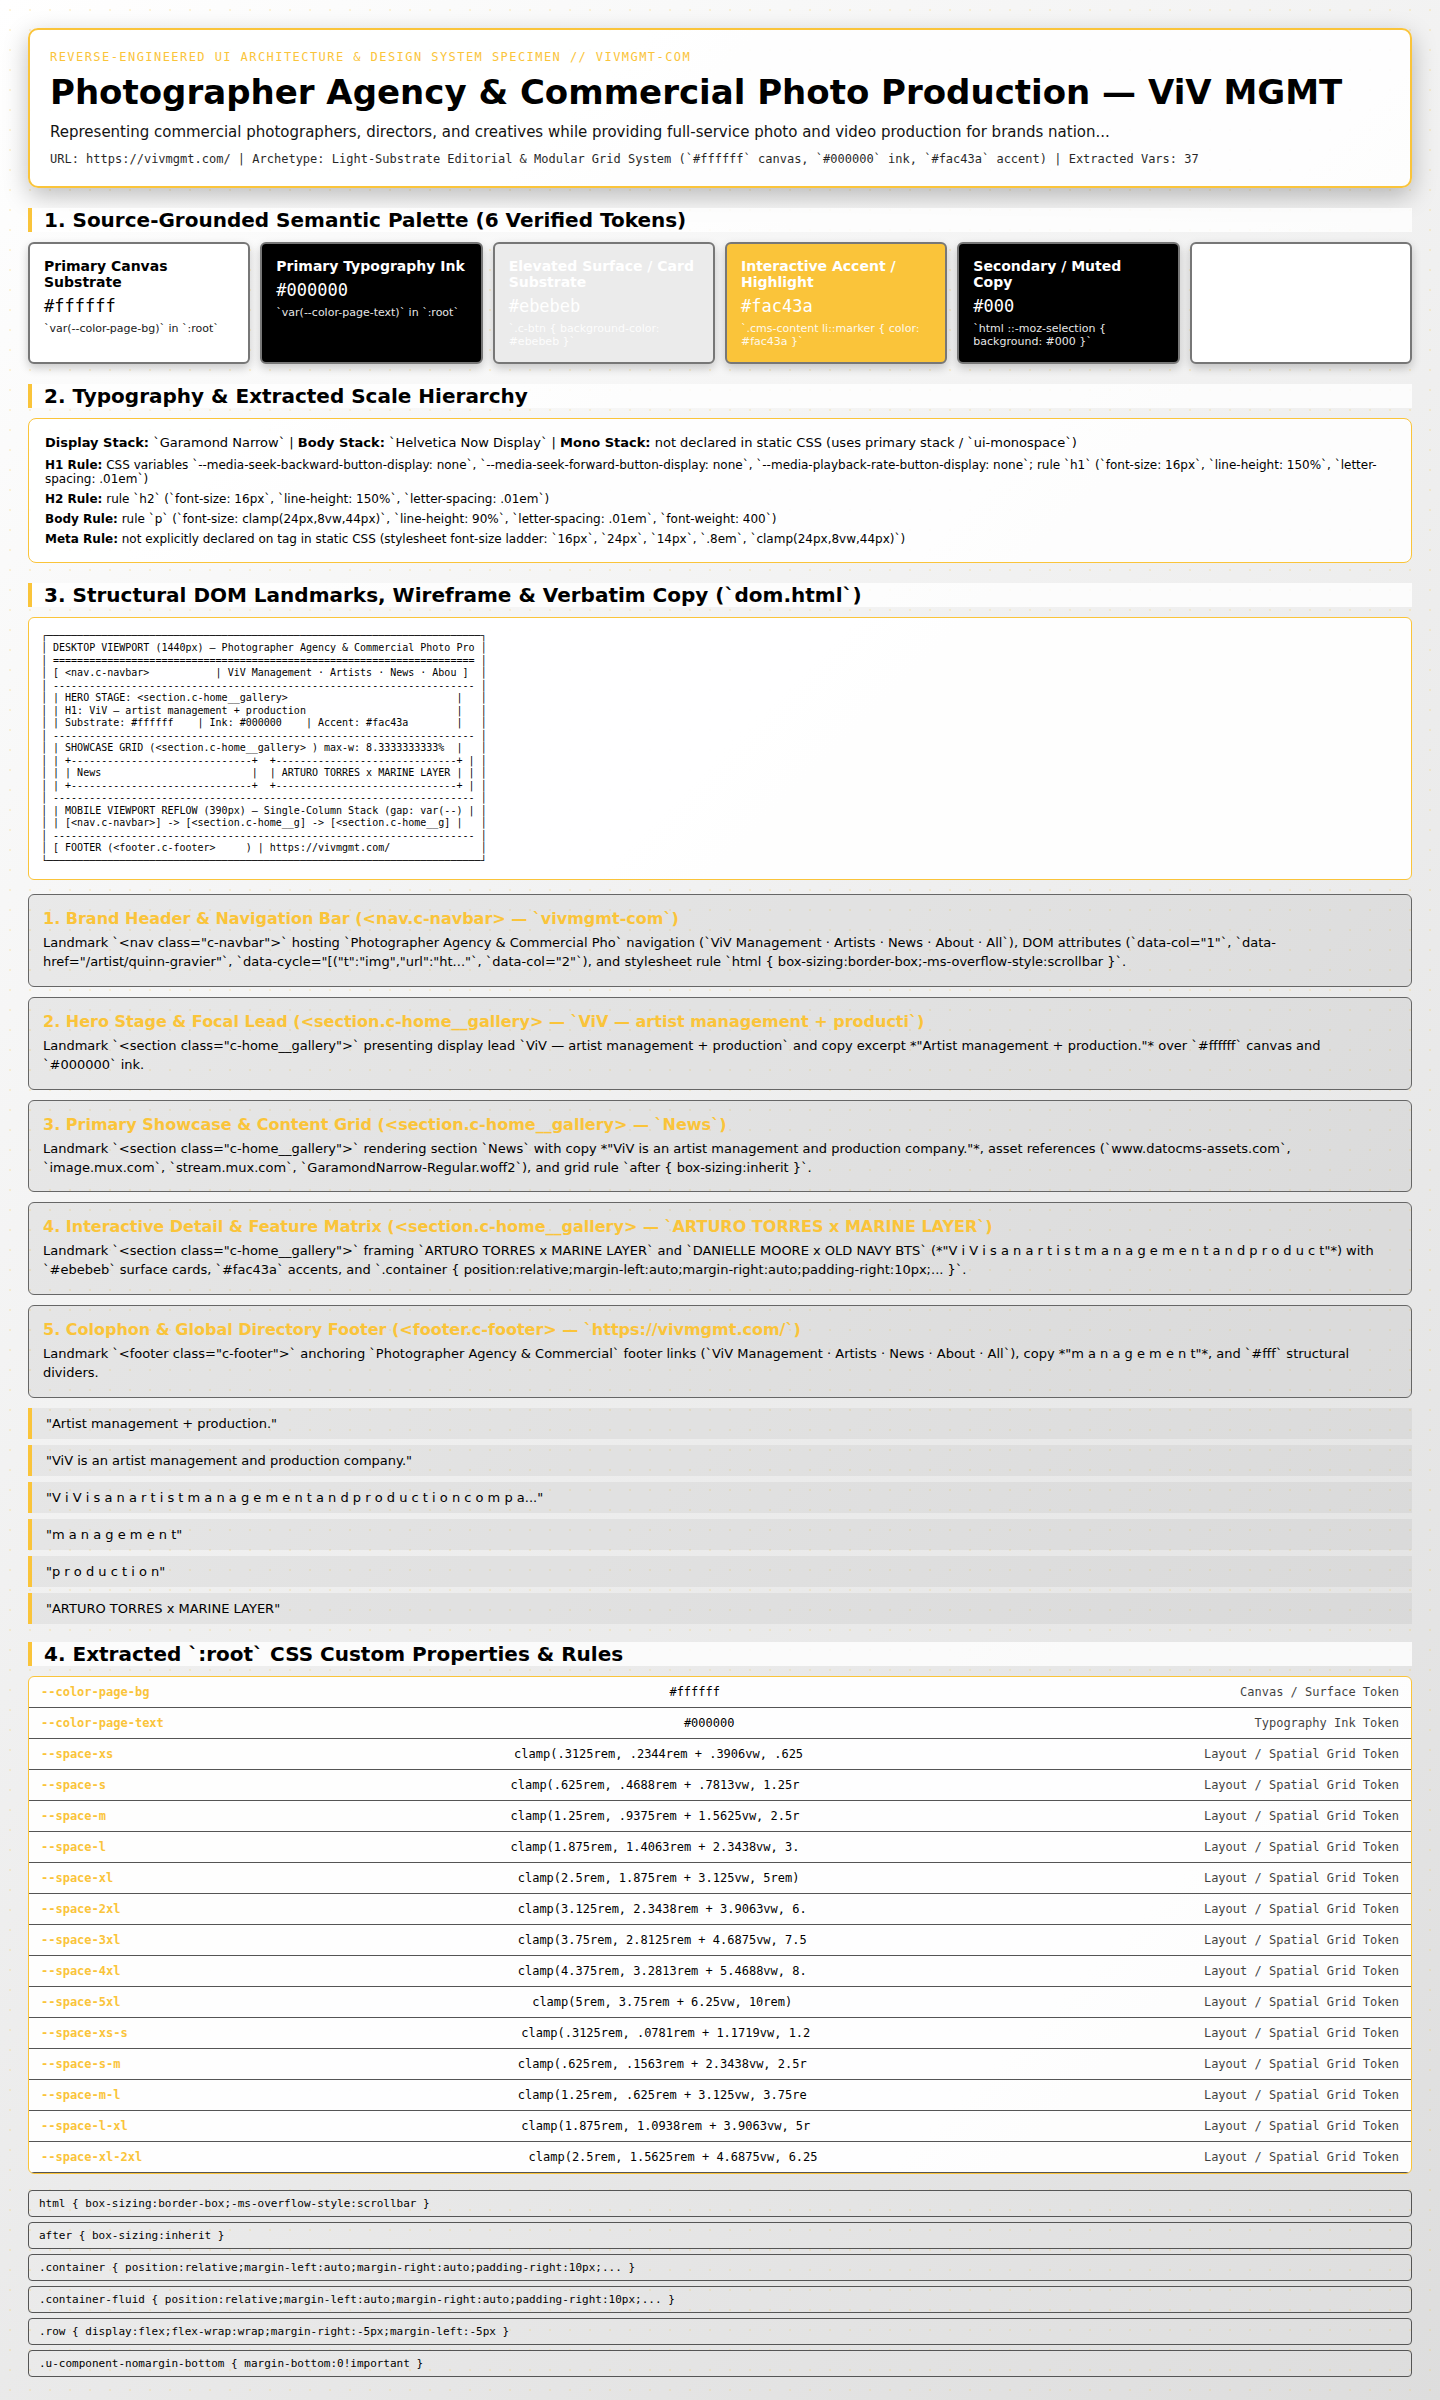 REVERSE-ENGINEERED UI ARCHITECTURE & DESIGN SYSTEM SPECIMEN // VIVMGMT-COM
Photographer Agency & Commercial Photo Production — ViV MGMT
Representing commercial photographers, directors, and creatives while providing full-service photo and video production for brands nation...
URL: https://vivmgmt.com/ | Archetype: Light-Substrate Editorial & Modular Grid System (`#ffffff` canvas, `#000000` ink, `#fac43a` accent) | Extracted Vars: 37
1. Source-Grounded Semantic Palette (6 Verified Tokens)
Primary Canvas
Substrate
#ffffff
`var(--color-page-bg)` in `:root`
Primary Typography Ink
#000000
`var(--color-page-text)` in `:root`
Elevated Surface / Card
Substrate
#ebebeb
`.c-btn { background-color:
#ebebeb }`
Interactive Accent /
Highlight
#fac43a
`.cms-content li::marker { color:
#fac43a }`
Secondary / Muted
Copy
#000
`html ::-moz-selection {
background: #000 }`
2. Typography & Extracted Scale Hierarchy
Display Stack: `Garamond Narrow` | Body Stack: `Helvetica Now Display` | Mono Stack: not declared in static CSS (uses primary stack / `ui-monospace`)
H1 Rule: CSS variables `--media-seek-backward-button-display: none`, `--media-seek-forward-button-display: none`, `--media-playback-rate-button-display: none`; rule `h1` (`font-size: 16px`, `line-height: 150%`, `letter-
spacing: .01em`)
H2 Rule: rule `h2` (`font-size: 16px`, `line-height: 150%`, `letter-spacing: .01em`)
Body Rule: rule `p` (`font-size: clamp(24px,8vw,44px)`, `line-height: 90%`, `letter-spacing: .01em`, `font-weight: 400`)
Meta Rule: not explicitly declared on tag in static CSS (stylesheet font-size ladder: `16px`, `24px`, `14px`, `.8em`, `clamp(24px,8vw,44px)`)
3. Structural DOM Landmarks, Wireframe & Verbatim Copy (`dom.html`)
DESKTOP VIEWPORT (1440px) — Photographer Agency & Commercial Photo Pro
======================================================================
[ <nav.c-navbar>           | ViV Management · Artists · News · Abou ]
----------------------------------------------------------------------
| HERO STAGE: <section.c-home__gallery>                            |
| H1: ViV — artist management + production                         |
| Substrate: #ffffff    | Ink: #000000    | Accent: #fac43a        |
----------------------------------------------------------------------
| SHOWCASE GRID (<section.c-home__gallery> ) max-w: 8.3333333333%  |
| +------------------------------+  +------------------------------+ |
| | News                         |  | ARTURO TORRES x MARINE LAYER | |
| +------------------------------+  +------------------------------+ |
----------------------------------------------------------------------
| MOBILE VIEWPORT REFLOW (390px) — Single-Column Stack (gap: var(--) |
| [<nav.c-navbar>] -> [<section.c-home__g] -> [<section.c-home__g] |
----------------------------------------------------------------------
[ FOOTER (<footer.c-footer>     ) | https://vivmgmt.com/
1. Brand Header & Navigation Bar (<nav.c-navbar> — `vivmgmt-com`)
Landmark `<nav class="c-navbar">` hosting `Photographer Agency & Commercial Pho` navigation (`ViV Management · Artists · News · About · All`), DOM attributes (`data-col="1"`, `data-
href="/artist/quinn-gravier"`, `data-cycle="[("t":"img","url":"ht..."`, `data-col="2"`), and stylesheet rule `html { box-sizing:border-box;-ms-overflow-style:scrollbar }`.
2. Hero Stage & Focal Lead (<section.c-home__gallery> — `ViV — artist management + producti`)
Landmark `<section class="c-home__gallery">` presenting display lead `ViV — artist management + production` and copy excerpt *"Artist management + production."* over `#ffffff` canvas and
`#000000` ink.
3. Primary Showcase & Content Grid (<section.c-home__gallery> — `News`)
Landmark `<section class="c-home__gallery">` rendering section `News` with copy *"ViV is an artist management and production company."*, asset references (`www.datocms-assets.com`,
`image.mux.com`, `stream.mux.com`, `GaramondNarrow-Regular.woff2`), and grid rule `after { box-sizing:inherit }`.
4. Interactive Detail & Feature Matrix (<section.c-home__gallery> — `ARTURO TORRES x MARINE LAYER`)
Landmark `<section class="c-home__gallery">` framing `ARTURO TORRES x MARINE LAYER` and `DANIELLE MOORE x OLD NAVY BTS` (*"V i V i s a n a r t i s t m a n a g e m e n t a n d p r o d u c t"*) with
`#ebebeb` surface cards, `#fac43a` accents, and `.container { position:relative;margin-left:auto;margin-right:auto;padding-right:10px;... }`.
5. Colophon & Global Directory Footer (<footer.c-footer> — `https://vivmgmt.com/`)
Landmark `<footer class="c-footer">` anchoring `Photographer Agency & Commercial` footer links (`ViV Management · Artists · News · About · All`), copy *"m a n a g e m e n t"*, and `#fff` structural
dividers.
"Artist management + production."
"ViV is an artist management and production company."
"V i V i s a n a r t i s t m a n a g e m e n t a n d p r o d u c t i o n c o m p a..."
"m a n a g e m e n t"
"p r o d u c t i o n"
"ARTURO TORRES x MARINE LAYER"
4. Extracted `:root` CSS Custom Properties & Rules
--color-page-bg #ffffff Canvas / Surface Token
--color-page-text #000000 Typography Ink Token
--space-xs clamp(.3125rem, .2344rem + .3906vw, .625 Layout / Spatial Grid Token
--space-s clamp(.625rem, .4688rem + .7813vw, 1.25r Layout / Spatial Grid Token
--space-m clamp(1.25rem, .9375rem + 1.5625vw, 2.5r Layout / Spatial Grid Token
--space-l clamp(1.875rem, 1.4063rem + 2.3438vw, 3. Layout / Spatial Grid Token
--space-xl clamp(2.5rem, 1.875rem + 3.125vw, 5rem) Layout / Spatial Grid Token
--space-2xl clamp(3.125rem, 2.3438rem + 3.9063vw, 6. Layout / Spatial Grid Token
--space-3xl clamp(3.75rem, 2.8125rem + 4.6875vw, 7.5 Layout / Spatial Grid Token
--space-4xl clamp(4.375rem, 3.2813rem + 5.4688vw, 8. Layout / Spatial Grid Token
--space-5xl clamp(5rem, 3.75rem + 6.25vw, 10rem) Layout / Spatial Grid Token
--space-xs-s clamp(.3125rem, .0781rem + 1.1719vw, 1.2 Layout / Spatial Grid Token
--space-s-m clamp(.625rem, .1563rem + 2.3438vw, 2.5r Layout / Spatial Grid Token
--space-m-l clamp(1.25rem, .625rem + 3.125vw, 3.75re Layout / Spatial Grid Token
--space-l-xl clamp(1.875rem, 1.0938rem + 3.9063vw, 5r Layout / Spatial Grid Token
--space-xl-2xl clamp(2.5rem, 1.5625rem + 4.6875vw, 6.25 Layout / Spatial Grid Token
html { box-sizing:border-box;-ms-overflow-style:scrollbar }
after { box-sizing:inherit }
.container { position:relative;margin-left:auto;margin-right:auto;padding-right:10px;... }
.container-fluid { position:relative;margin-left:auto;margin-right:auto;padding-right:10px;... }
.row { display:flex;flex-wrap:wrap;margin-right:-5px;margin-left:-5px }
.u-component-nomargin-bottom { margin-bottom:0!important }